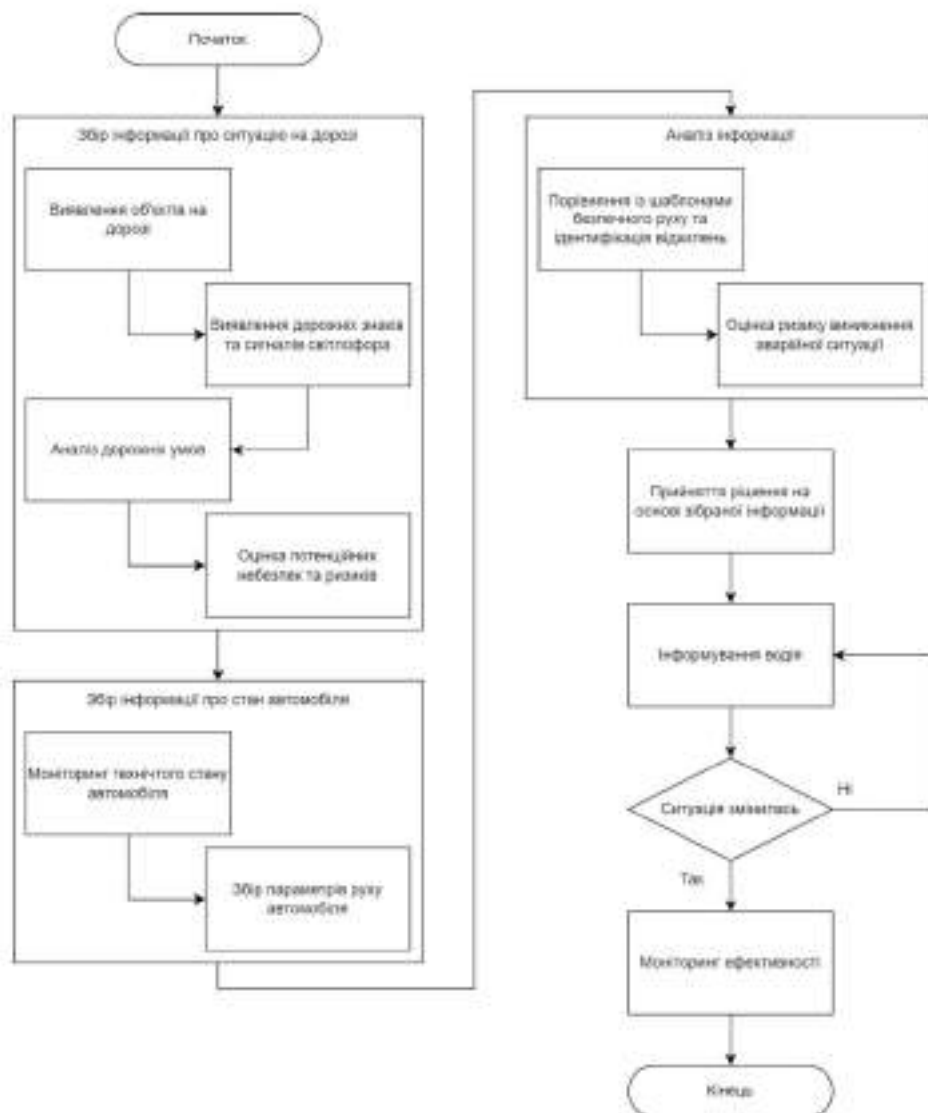 Початок
Збір інформації про ситуацію на дорозі
Виявлення об'єктів на
дорозі
Виявлення дорожніх знаків
та сигналів світлофора
Аналіз дорожніх умов
Оцінка потенційних
небезпек та ризиків
Збір інформації про стан автомобіля
Моніторинг технічтого стану
автомобіля
Збір параметрів руху
автомобіля
Аналіз інформації
Порівняння із шаблонами
безпечного руху та
ідентифікація відхилень
Оцінка ризику виникнення
аварійної ситуації
Прийняття рішення на
основі зібраної інформації
Інформування водія
Ситуація змінилась
Ні
Так
Моніторинг ефективності
Кінець